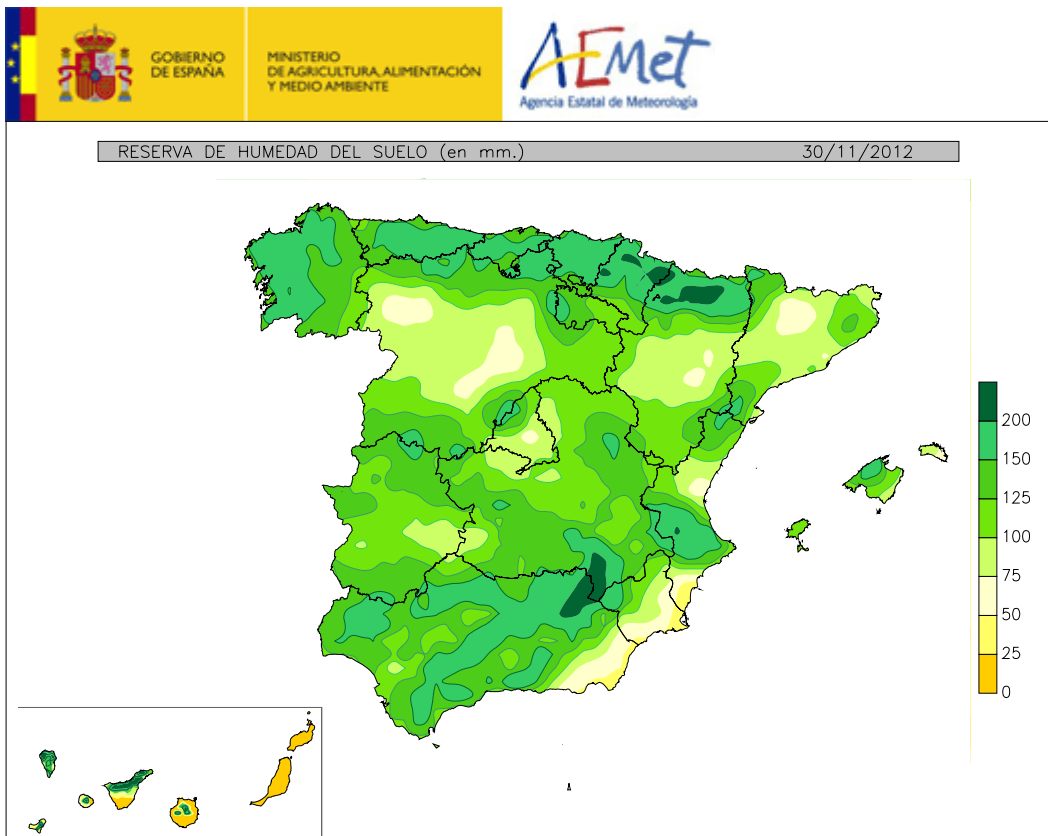 GOBIERNO
DE ESPAÑA
MINISTERIO
DE AGRICULTURA, ALIMENTACIÓN
Y MEDIO AMBIENTE
AEMet
Agencia Estatal de Meteorología
RESERVA DE HUMEDAD DEL SUELO (en mm.) 30/11/2012
200
150
125
100
75
50
25
0